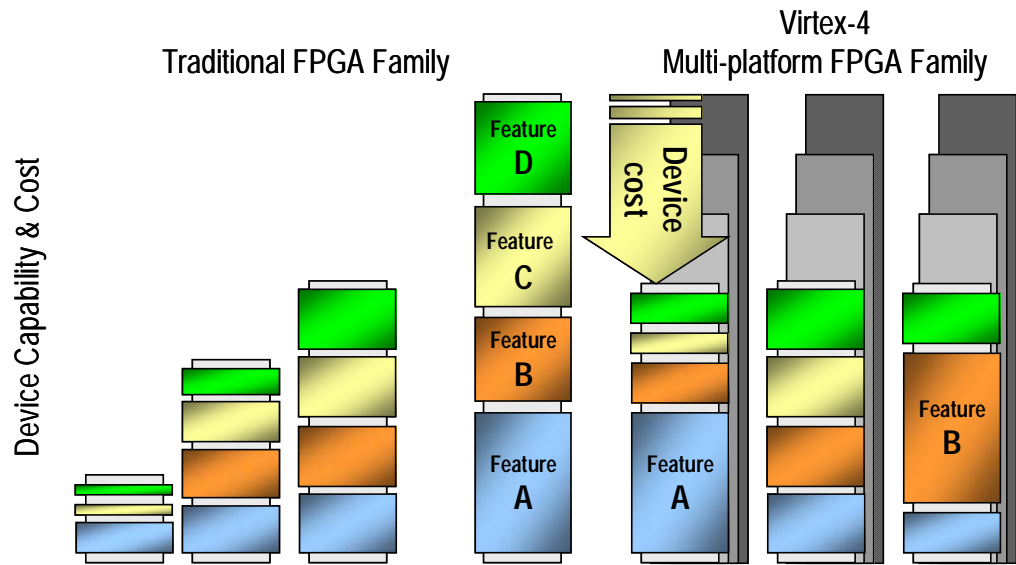 Virtex-4
Traditional FPGA Family
Multi-platform FPGA Family
Device Capability & Cost
Feature
D
Feature
C
Feature
B
Feature
A
Device
cost
Feature
A
Feature
B